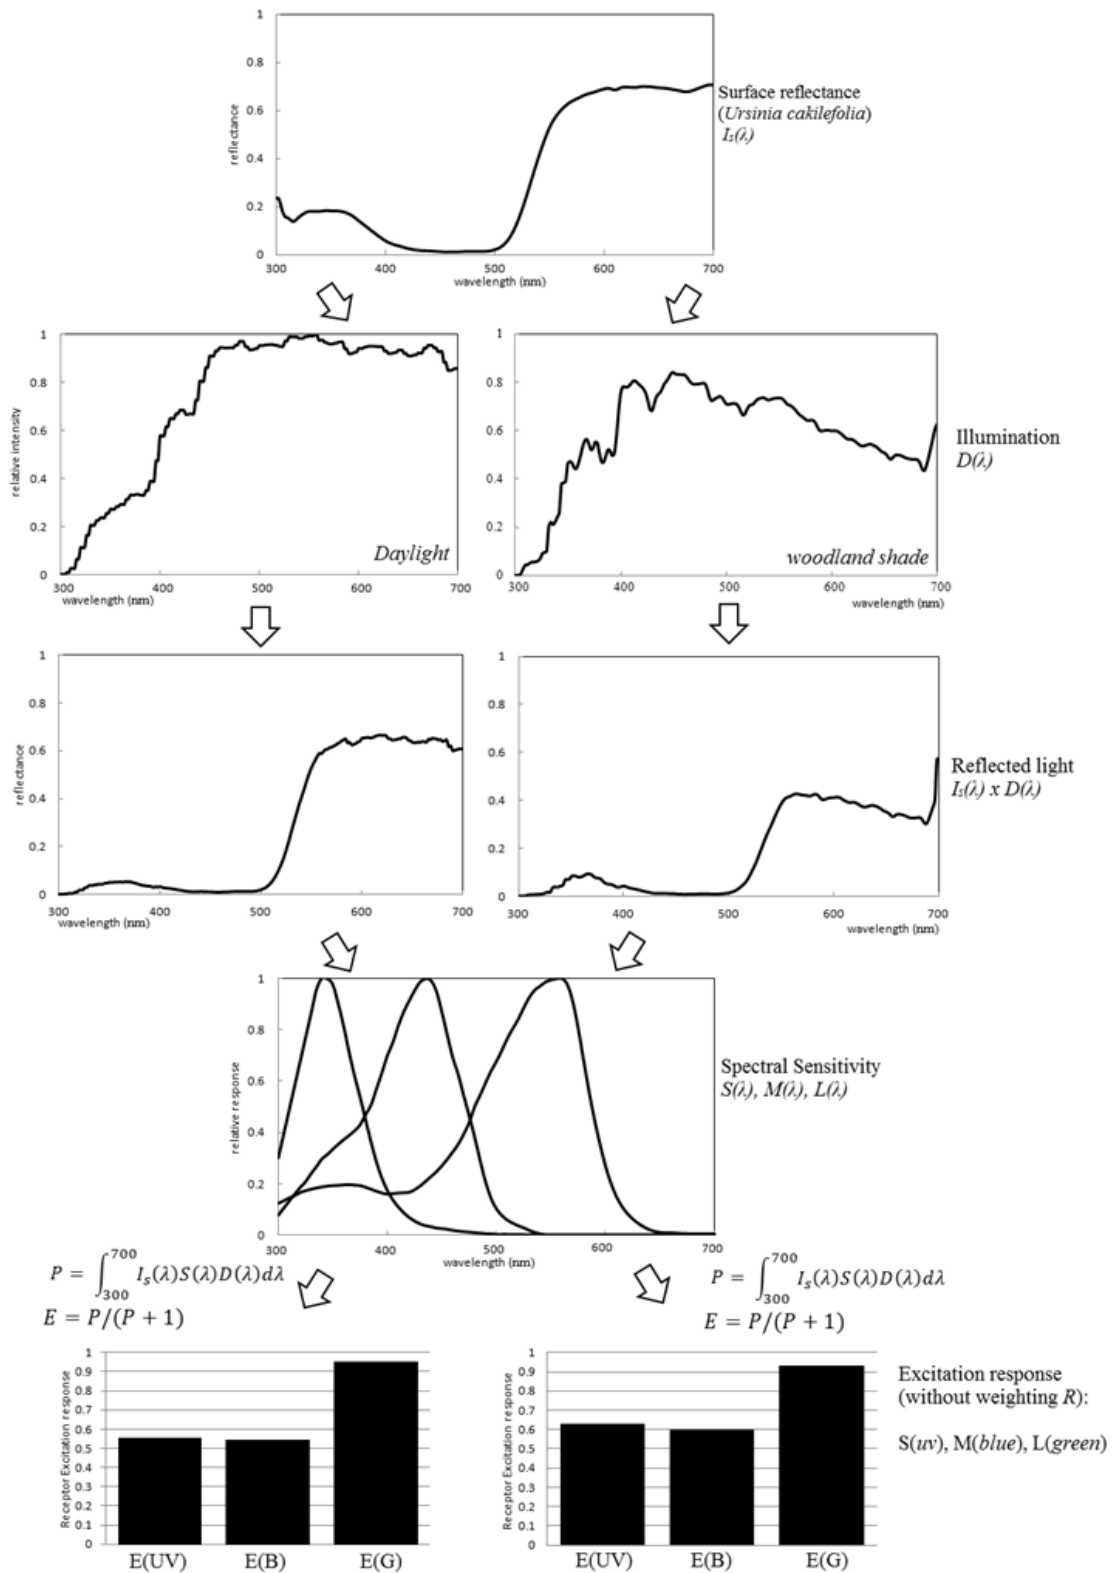 1
0.8
0.6
0.4
0.2
0
reflectance
300
400
500
600
700
wavelength (nm)
Surface reflectance
(Ursinia cakilefolia)
Is(λ)
1
0.8
0.6
0.4
0.2
0
relative intensity
Daylight
300
400
500
600
700
wavelength (nm)
1
0.8
0.6
0.4
0.2
0
woodland shade
300
400
500
600
700
wavelength (nm)
Illumination
D(λ)
1
0.8
0.6
0.4
0.2
0
reflectance
300
400
500
600
700
wavelength (nm)
1
0.8
0.6
0.4
0.2
0
300
400
500
600
700
wavelength (nm)
Reflected light
Is(λ) x D(λ)
1
0.8
0.6
0.4
0.2
0
relative response
300
400
500
600
700
wavelength (nm)
Spectral Sensitivity
S(λ), M(λ), L(λ)
P = ∫₃₀₀⁷⁰⁰ Is(λ)S(λ)D(λ)dλ
E = P/(P + 1)
P = ∫₃₀₀⁷⁰⁰ Is(λ)S(λ)D(λ)dλ
E = P/(P + 1)
1
0.9
0.8
0.7
0.6
0.5
0.4
0.3
0.2
0.1
0
Receptor Excitation response
E(UV)
E(B)
E(G)
1
0.9
0.8
0.7
0.6
0.5
0.4
0.3
0.2
0.1
0
Receptor Excitation response
E(UV)
E(B)
E(G)
Excitation response
(without weighting R):
S(uv), M(blue), L(green)